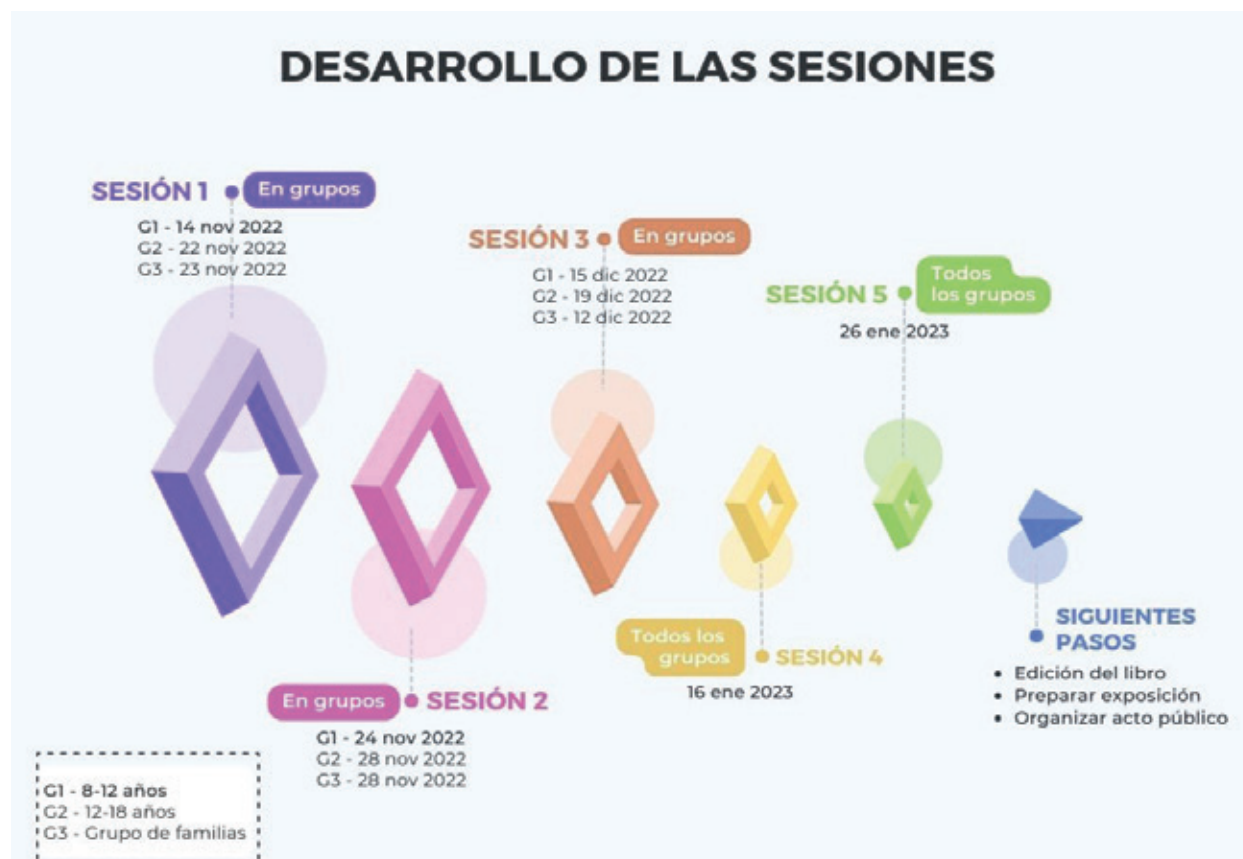 DESARROLLO DE LAS SESIONES
SESIÓN 1
En grupos
G1 - 14 nov 2022
G2 - 22 nov 2022
G3 - 23 nov 2022
SESIÓN 3
En grupos
G1 - 15 dic 2022
G2 - 19 dic 2022
G3 - 12 dic 2022
SESIÓN 5
Todos
los grupos
26 ene 2023
Todos los
grupos
SESIÓN 4
16 ene 2023
SIGUIENTES
PASOS
• Edición del libro
• Preparar exposición
• Organizar acto público
En grupos
SESIÓN 2
G1 - 24 nov 2022
G2 - 28 nov 2022
G3 - 28 nov 2022
G1 - 8-12 años
G2 - 12-18 años
G3 - Grupo de familias